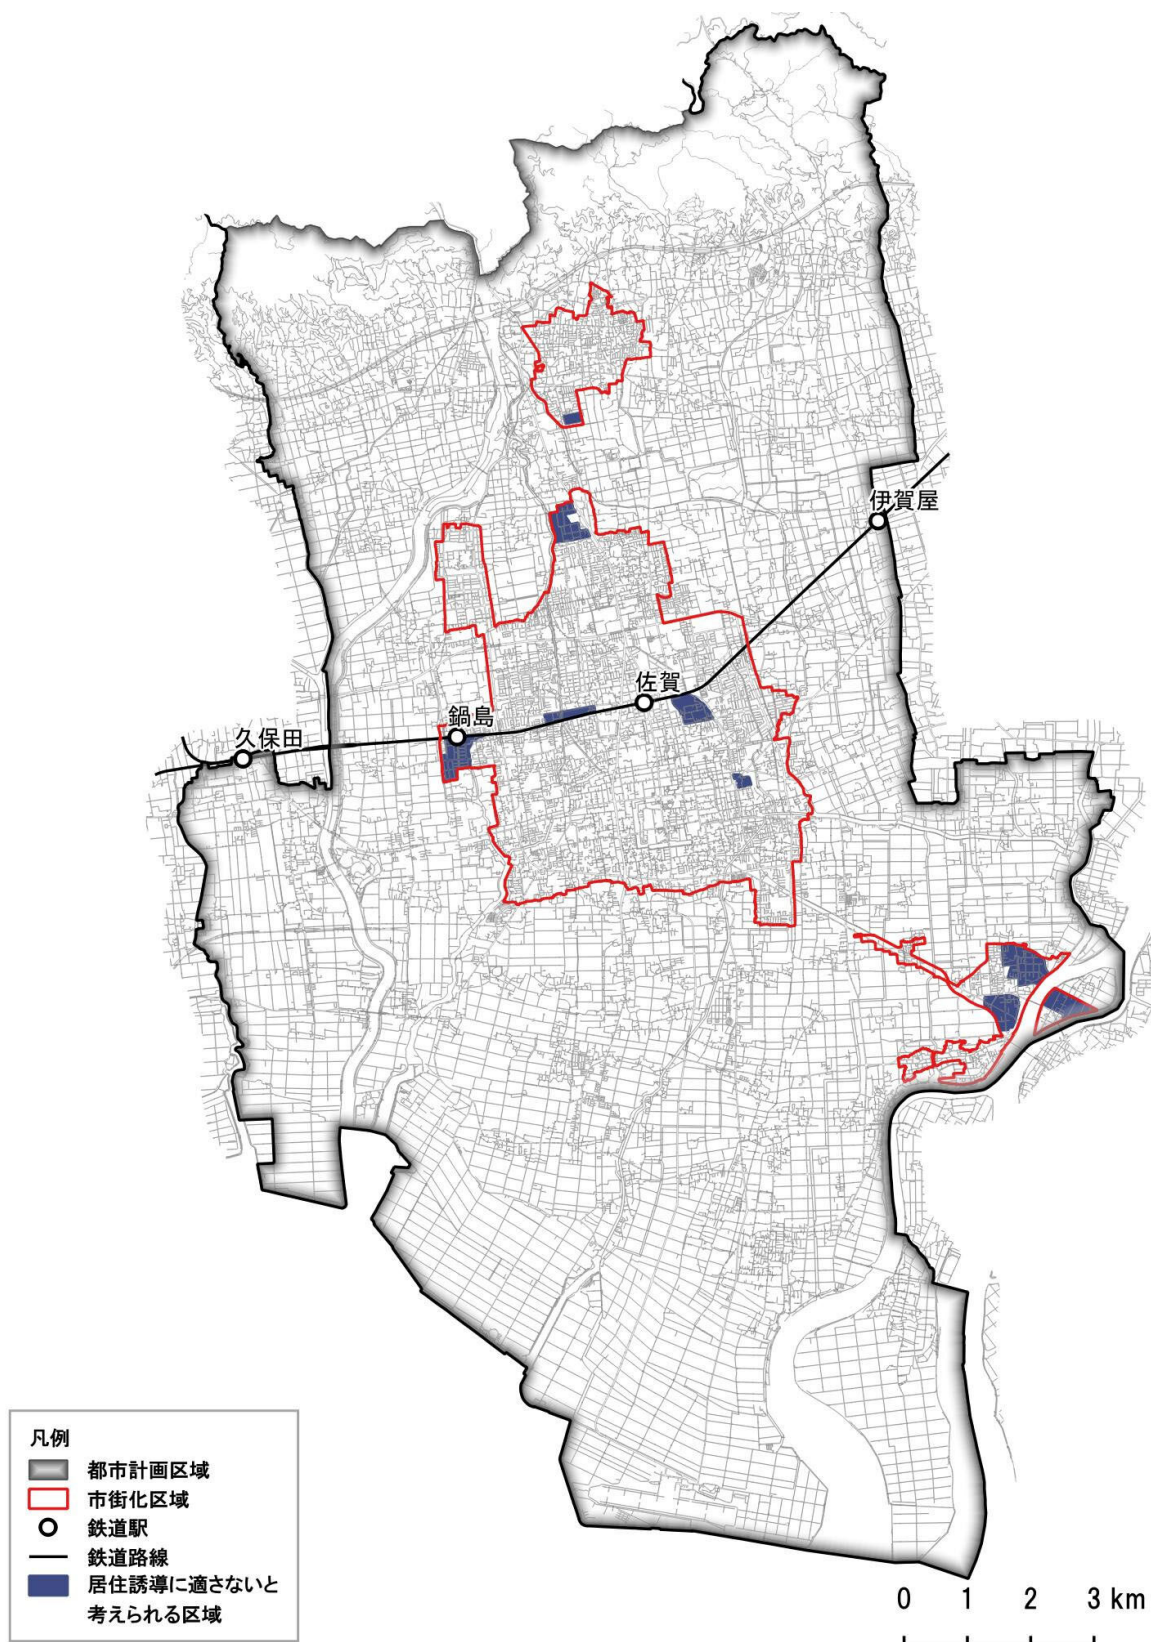 伊賀屋
佐賀
鍋島
久保田
凡例
都市計画区域
市街化区域
鉄道駅
鉄道路線
居住誘導に適さないと
考えられる区域
0 1 2 3 km